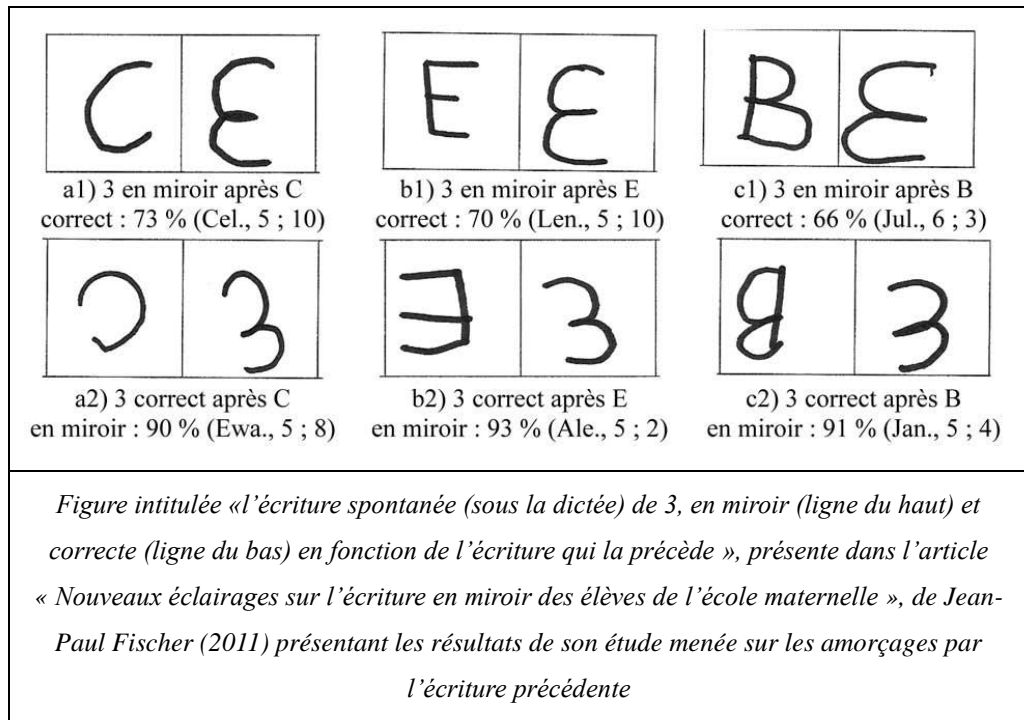 C Ɛ E Ɛ B Ɛ
a1) 3 en miroir après C b1) 3 en miroir après E c1) 3 en miroir après B
correct : 73 % (Cel., 5 ; 10) correct : 70 % (Len., 5 ; 10) correct : 66 % (Jul., 6 ; 3)
Ɔ 3 Ǝ 3 ᗺ 3
a2) 3 correct après C b2) 3 correct après E c2) 3 correct après B
en miroir : 90 % (Ewa., 5 ; 8) en miroir : 93 % (Ale., 5 ; 2) en miroir : 91 % (Jan., 5 ; 4)
Figure intitulée «l’écriture spontanée (sous la dictée) de 3, en miroir (ligne du haut) et
correcte (ligne du bas) en fonction de l’écriture qui la précède », présente dans l’article
« Nouveaux éclairages sur l’écriture en miroir des élèves de l’école maternelle », de Jean-
Paul Fischer (2011) présentant les résultats de son étude menée sur les amorçages par
l’écriture précédente